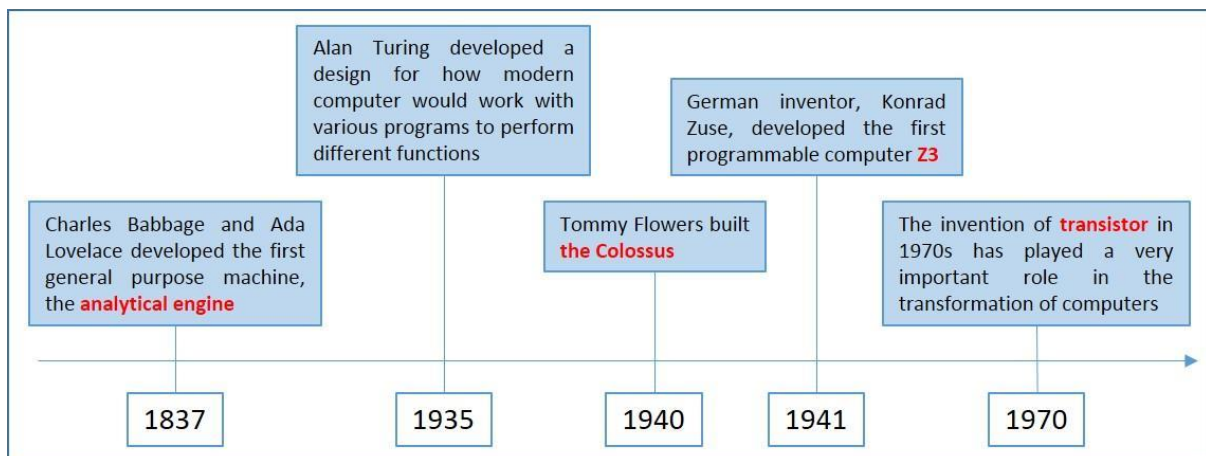 Alan Turing developed a
design for how modern
computer would work with
various programs to perform
different functions
German inventor, Konrad
Zuse, developed the first
programmable computer Z3
Charles Babbage and Ada
Lovelace developed the first
general purpose machine,
the analytical engine
Tommy Flowers built
the Colossus
The invention of transistor in
1970s has played a very
important role in the
transformation of computers
1837
1935
1940
1941
1970